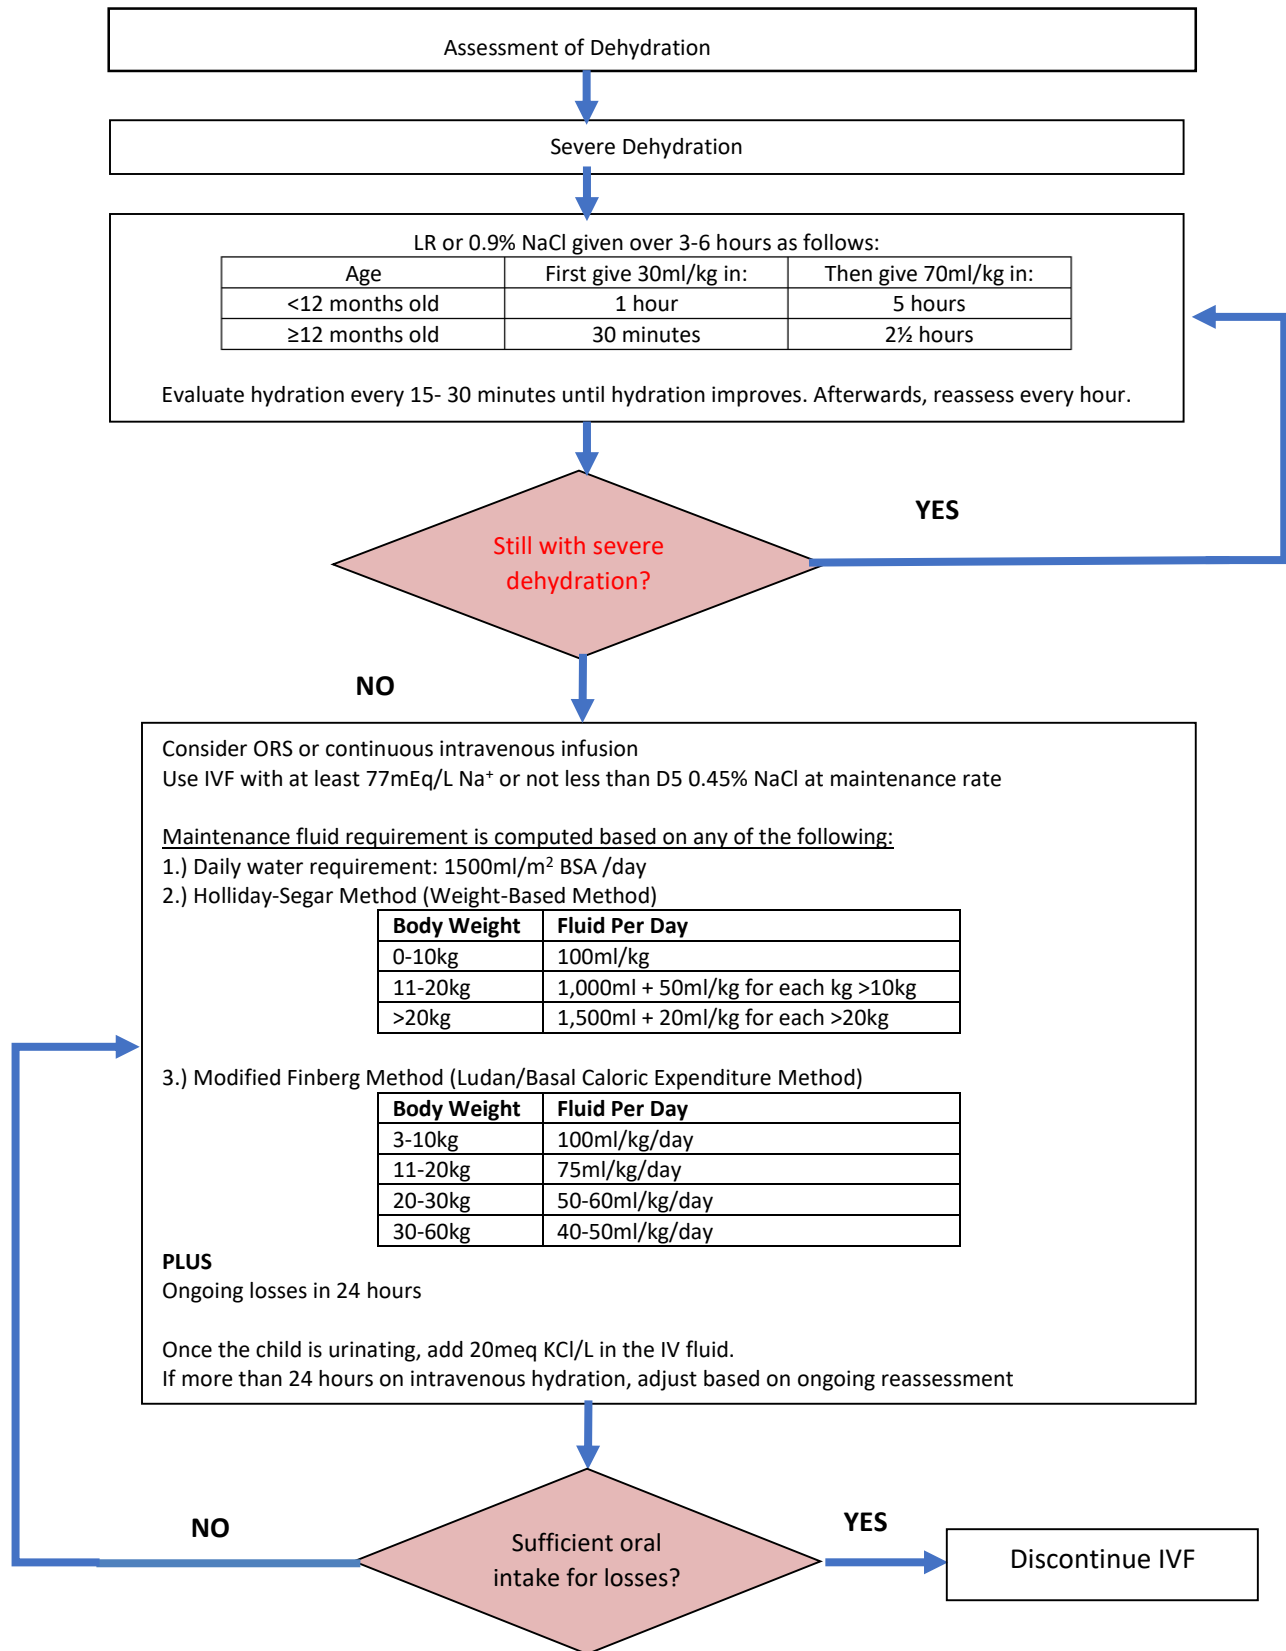 Assessment of Dehydration
Severe Dehydration
LR or 0.9% NaCl given over 3-6 hours as follows:
Age First give 30ml/kg in: Then give 70ml/kg in:
<12 months old 1 hour 5 hours
≥12 months old 30 minutes 2½ hours
Evaluate hydration every 15- 30 minutes until hydration improves. Afterwards, reassess every hour.
YES
Still with severe
dehydration?
NO
Consider ORS or continuous intravenous infusion
Use IVF with at least 77mEq/L Na⁺ or not less than D5 0.45% NaCl at maintenance rate
Maintenance fluid requirement is computed based on any of the following:
1.) Daily water requirement: 1500ml/m² BSA /day
2.) Holliday-Segar Method (Weight-Based Method)
Body Weight Fluid Per Day
0-10kg 100ml/kg
11-20kg 1,000ml + 50ml/kg for each kg >10kg
>20kg 1,500ml + 20ml/kg for each >20kg
3.) Modified Finberg Method (Ludan/Basal Caloric Expenditure Method)
Body Weight Fluid Per Day
3-10kg 100ml/kg/day
11-20kg 75ml/kg/day
20-30kg 50-60ml/kg/day
30-60kg 40-50ml/kg/day
PLUS
Ongoing losses in 24 hours
Once the child is urinating, add 20meq KCl/L in the IV fluid.
If more than 24 hours on intravenous hydration, adjust based on ongoing reassessment
NO
YES
Sufficient oral
intake for losses?
Discontinue IVF